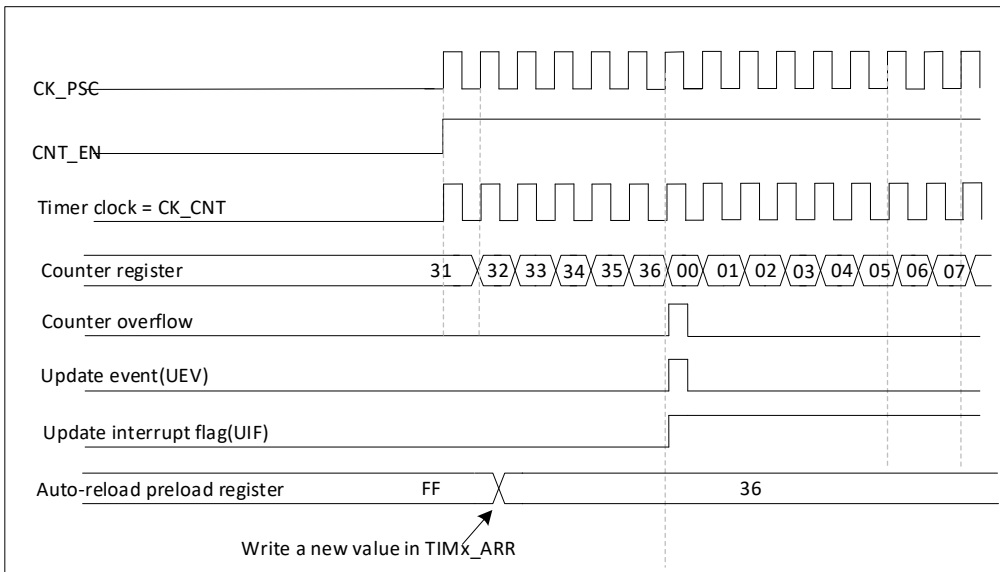 CK_PSC
CNT_EN
Timer clock = CK_CNT
Counter register 31 32 33 34 35 36 00 01 02 03 04 05 06 07
Counter overflow
Update event(UEV)
Update interrupt flag(UIF)
Auto-reload preload register FF 36
Write a new value in TIMx_ARR